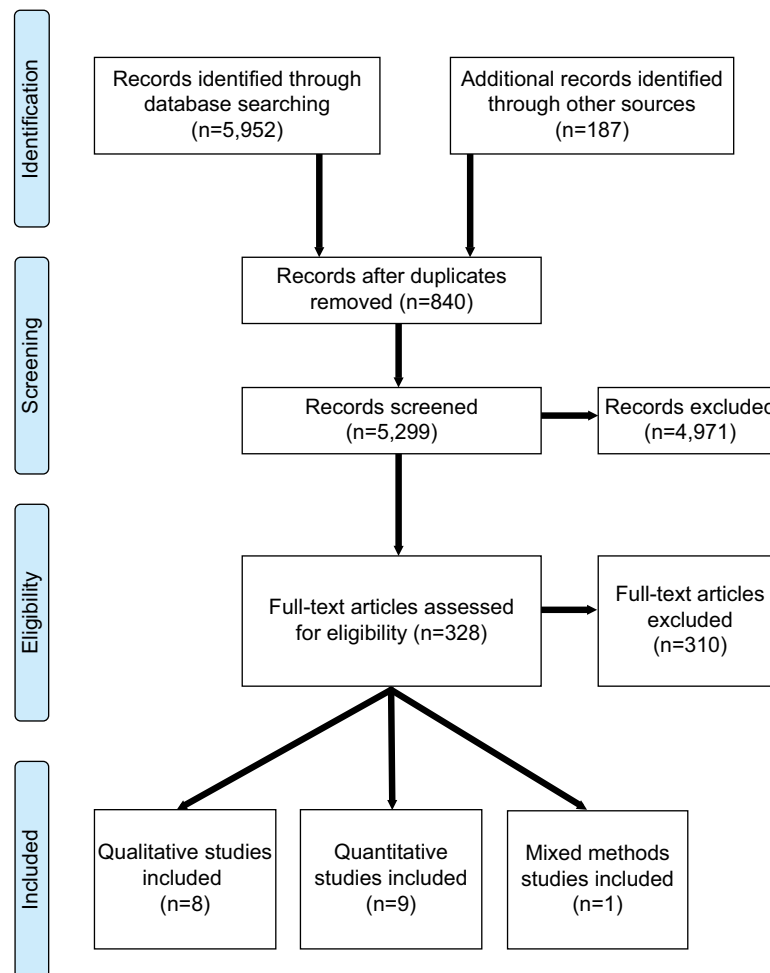 Identification
Records identified through
database searching
(n=5,952)
Additional records identified
through other sources
(n=187)
Screening
Records after duplicates
removed (n=840)
Records screened
(n=5,299)
Records excluded
(n=4,971)
Eligibility
Full-text articles assessed
for eligibility (n=328)
Full-text articles
excluded
(n=310)
Included
Qualitative studies
included
(n=8)
Quantitative
studies included
(n=9)
Mixed methods
studies included
(n=1)